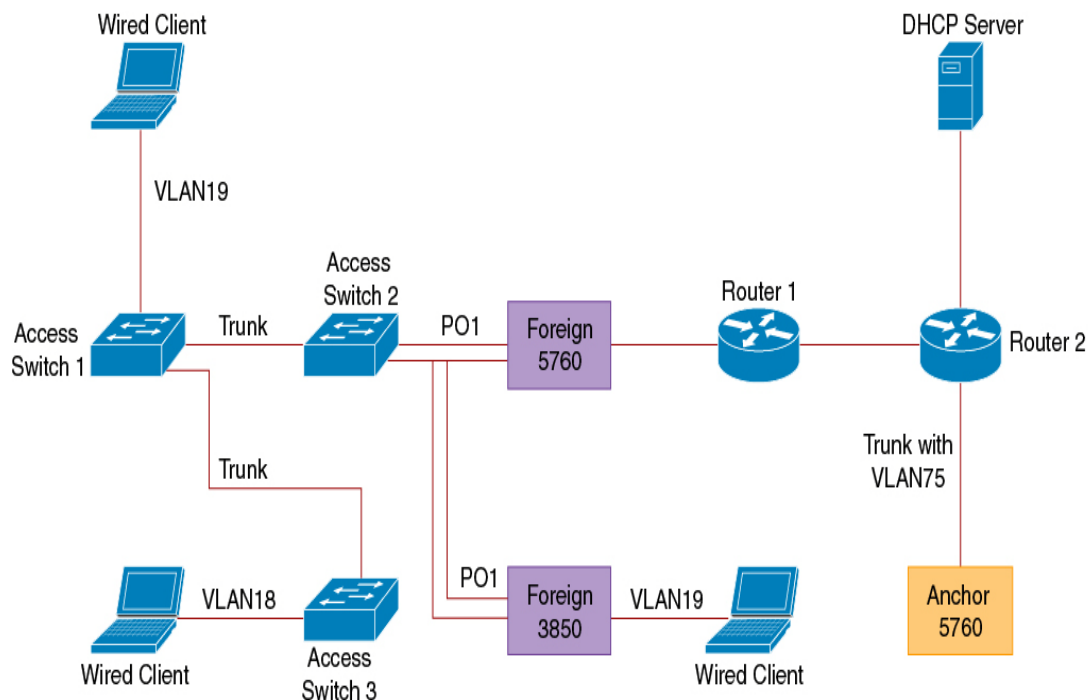 Wired Client
DHCP Server
VLAN19
Access
Switch 2
Access
Switch 1
Trunk
PO1
Foreign
5760
Router 1
Router 2
Trunk
Trunk with
VLAN75
PO1
VLAN18
Foreign
3850
VLAN19
Anchor
5760
Wired Client
Access
Switch 3
Wired Client